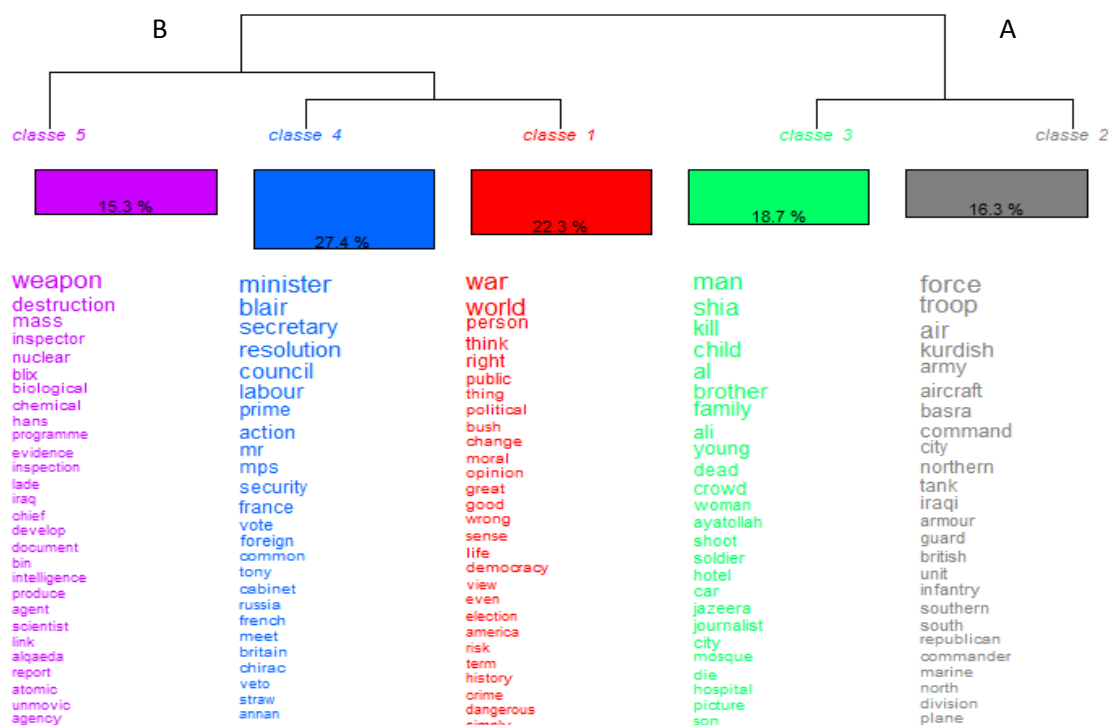 B
A
classe 5
classe 4
classe 1
classe 3
classe 2
15.3 %
27.4 %
22.3 %
18.7 %
16.3 %
weapon
destruction
mass
inspector
nuclear
blix
biological
chemical
hans
programme
evidence
inspection
lade
iraq
chief
develop
document
bin
intelligence
produce
agent
scientist
link
alqaeda
report
atomic
unmovic
agency
minister
blair
secretary
resolution
council
labour
prime
action
mr
mps
security
france
vote
foreign
common
tony
cabinet
russia
french
meet
britain
chirac
veto
straw
annan
war
world
person
think
right
public
thing
political
bush
change
moral
opinion
great
good
wrong
sense
life
democracy
view
even
election
america
risk
term
history
crime
dangerous
simply
man
shia
kill
child
al
brother
family
ali
young
dead
crowd
woman
ayatollah
shoot
soldier
hotel
car
jazeera
journalist
city
mosque
die
hospital
picture
son
force
troop
air
kurdish
army
aircraft
basra
command
city
northern
tank
iraqi
armour
guard
british
unit
infantry
southern
south
republican
commander
marine
north
division
plane